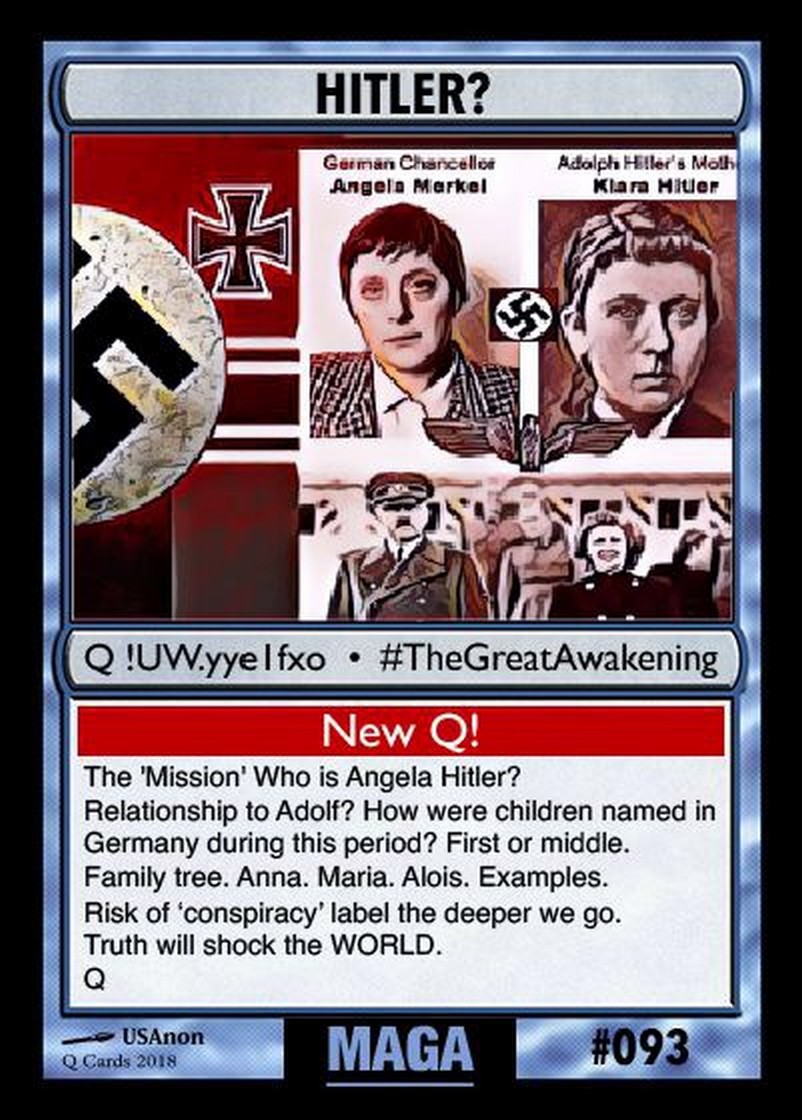 HITLER?
German Chancellor
Angela Merkel
Adolph Hitler's Moth
Klara Hitler
Q !UW.yye1fxo • #TheGreatAwakening
New Q!
The 'Mission' Who is Angela Hitler?
Relationship to Adolf? How were children named in
Germany during this period? First or middle.
Family tree. Anna. Maria. Alois. Examples.
Risk of ‘conspiracy’ label the deeper we go.
Truth will shock the WORLD.
Q
USAnon
Q Cards 2018
MAGA
#093